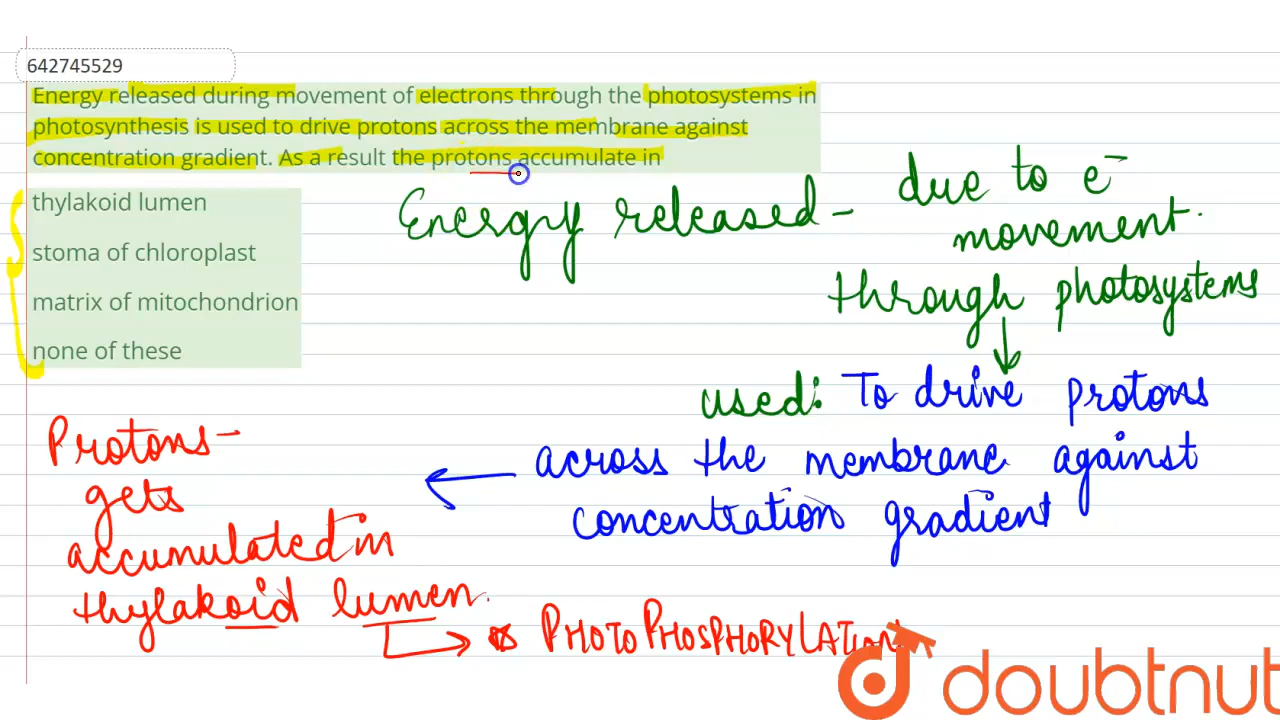 642745529
Energy released during movement of electrons through the photosystems in
photosynthesis is used to drive protons across the membrane against
concentration gradient. As a result the protons accumulate in
thylakoid lumen
stoma of chloroplast
matrix of mitochondrion
none of these
Energy released - due to e⁻
movement.
through photosystems
used: To drive protons
across the membrane against
concentration gradient
Protons-
gets
accumulated in
thylakoid lumen.
PHOTOPHOSPHORYLATION
doubtnut